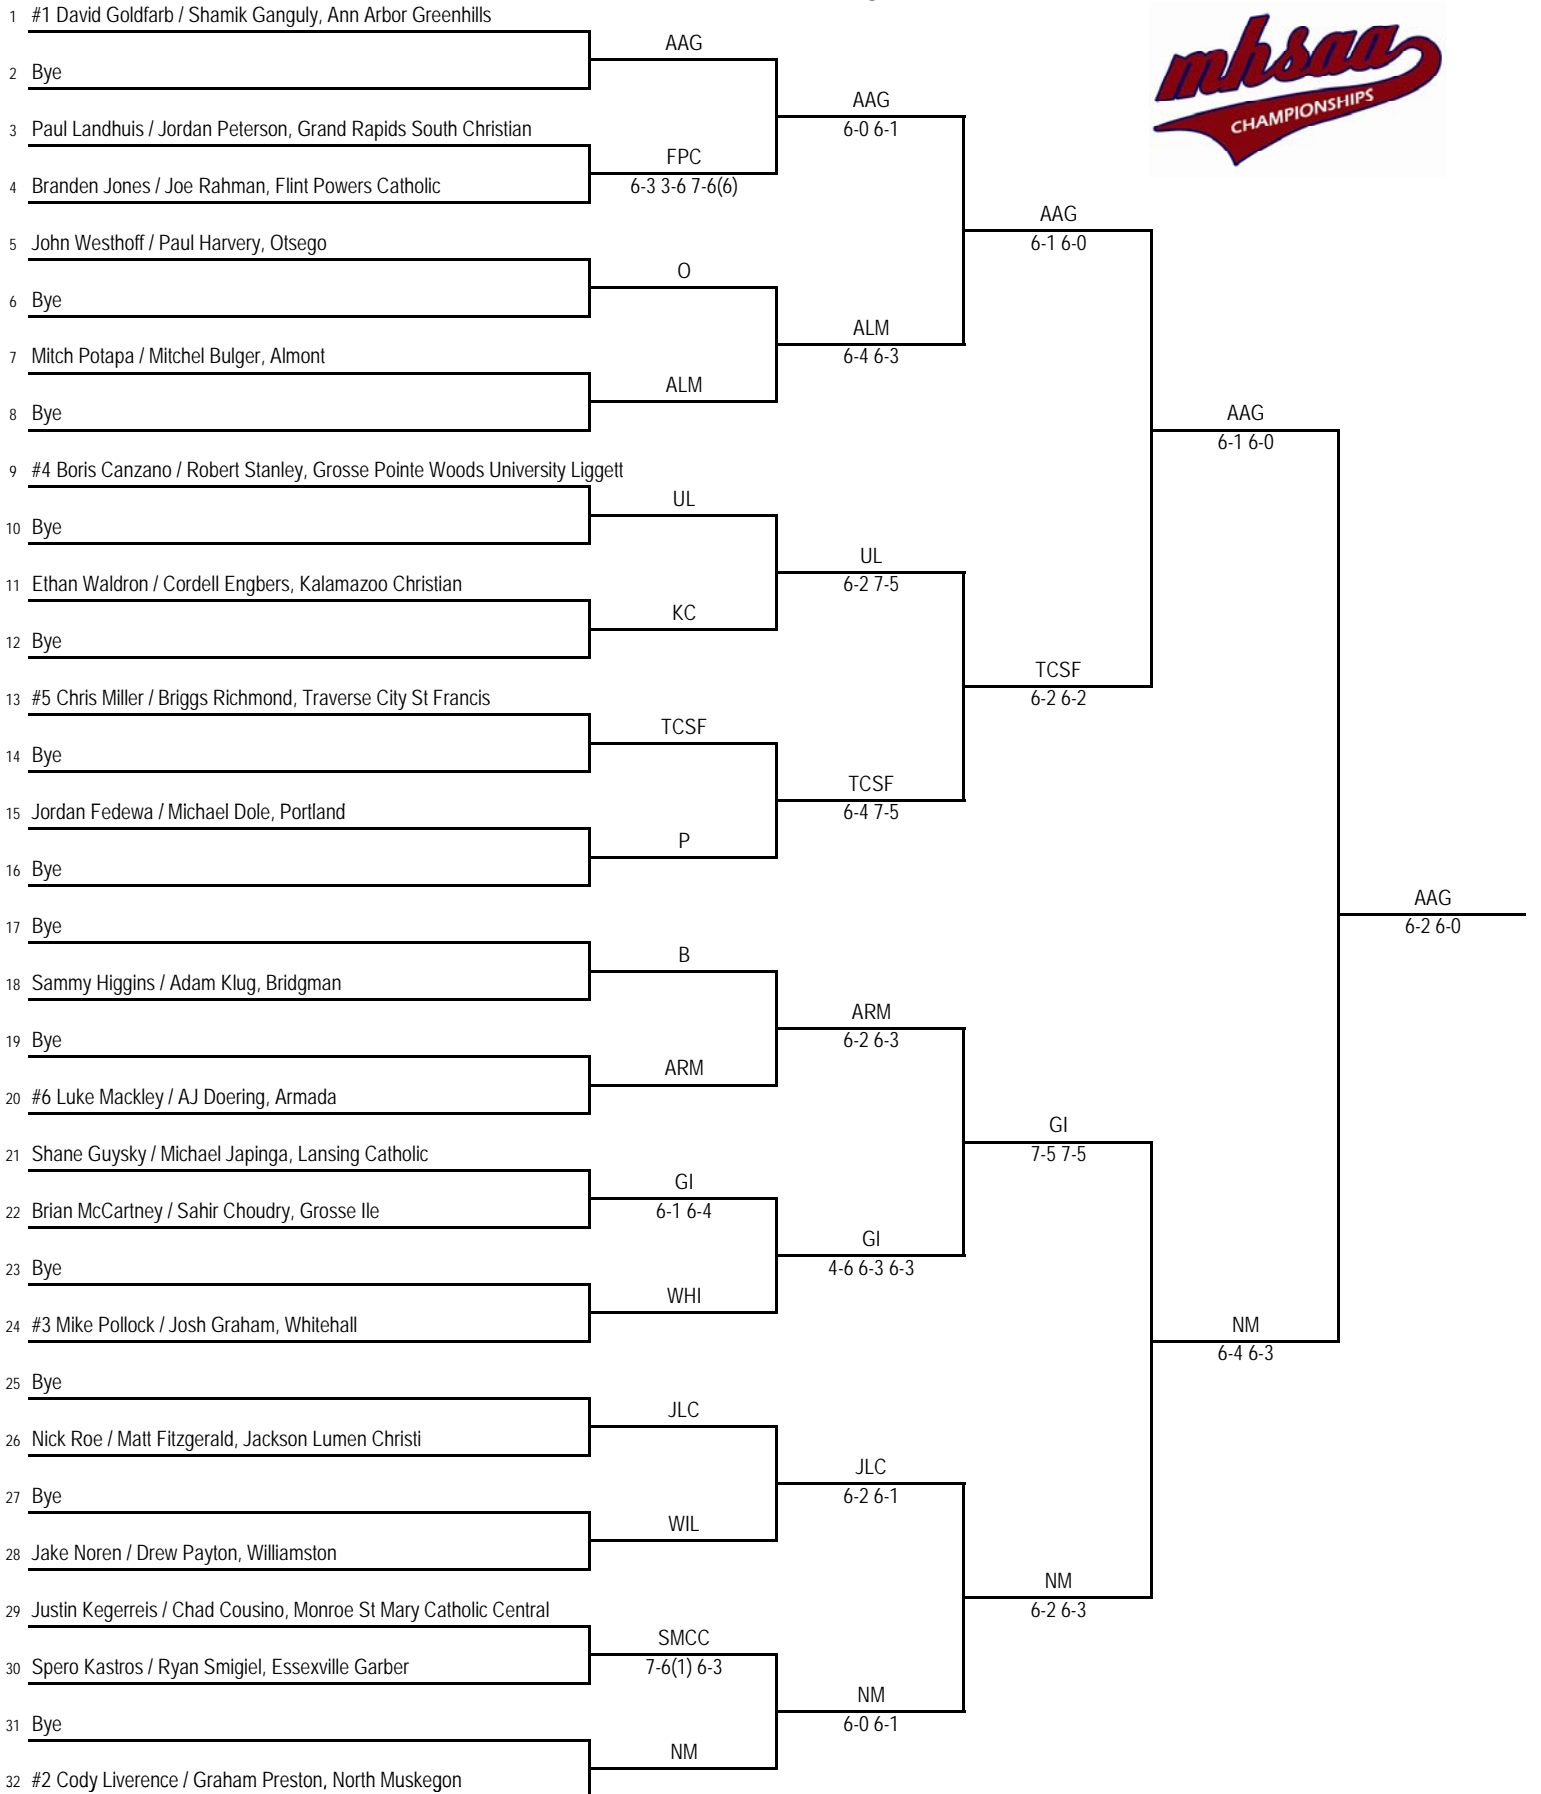 1 #1 David Goldfarb / Shamik Ganguly, Ann Arbor Greenhills
AAG
2 Bye
AAG
6-0 6-1
3 Paul Landhuis / Jordan Peterson, Grand Rapids South Christian
FPC
6-3 3-6 7-6(6)
4 Branden Jones / Joe Rahman, Flint Powers Catholic
AAG
6-1 6-0
5 John Westhoff / Paul Harvery, Otsego
O
6 Bye
ALM
6-4 6-3
7 Mitch Potapa / Mitchel Bulger, Almont
ALM
8 Bye
AAG
6-1 6-0
9 #4 Boris Canzano / Robert Stanley, Grosse Pointe Woods University Liggett
UL
10 Bye
UL
6-2 7-5
11 Ethan Waldron / Cordell Engbers, Kalamazoo Christian
KC
12 Bye
TCSF
6-2 6-2
13 #5 Chris Miller / Briggs Richmond, Traverse City St Francis
TCSF
14 Bye
TCSF
6-4 7-5
15 Jordan Fedewa / Michael Dole, Portland
P
16 Bye
AAG
6-2 6-0
17 Bye
B
18 Sammy Higgins / Adam Klug, Bridgman
ARM
6-2 6-3
19 Bye
ARM
20 #6 Luke Mackley / AJ Doering, Armada
GI
7-5 7-5
21 Shane Guysky / Michael Japinga, Lansing Catholic
GI
6-1 6-4
22 Brian McCartney / Sahir Choudry, Grosse Ile
GI
4-6 6-3 6-3
23 Bye
WHI
24 #3 Mike Pollock / Josh Graham, Whitehall
NM
6-4 6-3
25 Bye
JLC
26 Nick Roe / Matt Fitzgerald, Jackson Lumen Christi
JLC
6-2 6-1
27 Bye
WIL
28 Jake Noren / Drew Payton, Williamston
NM
6-2 6-3
29 Justin Kegerreis / Chad Cousino, Monroe St Mary Catholic Central
SMCC
7-6(1) 6-3
30 Spero Kastros / Ryan Smigiel, Essexville Garber
NM
6-0 6-1
31 Bye
NM
32 #2 Cody Liverence / Graham Preston, North Muskegon
mhsaa
CHAMPIONSHIPS